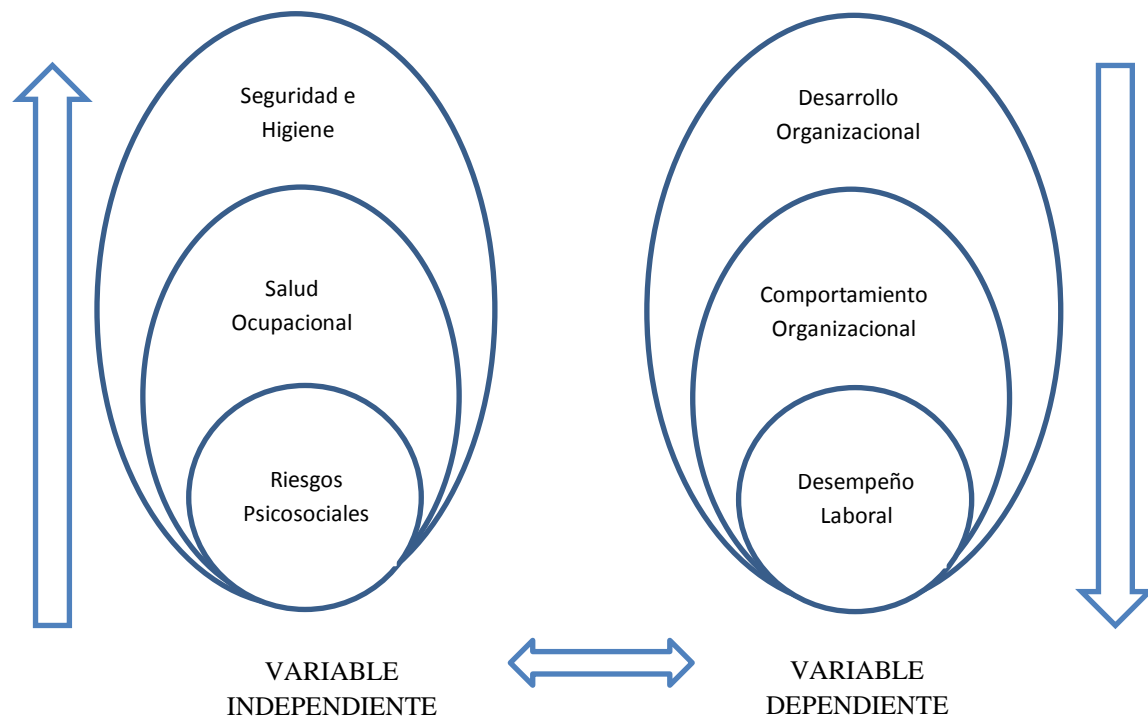 Seguridad e
Higiene
Salud
Ocupacional
Riesgos
Psicosociales
VARIABLE
INDEPENDIENTE
Desarrollo
Organizacional
Comportamiento
Organizacional
Desempeño
Laboral
VARIABLE
DEPENDIENTE